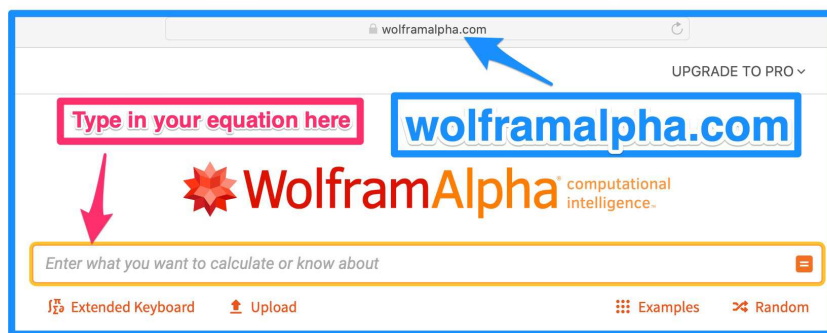 wolframalpha.com
UPGRADE TO PRO
Type in your equation here
wolframalpha.com
WolframAlpha computational intelligence.
Enter what you want to calculate or know about
Extended Keyboard Upload Examples Random